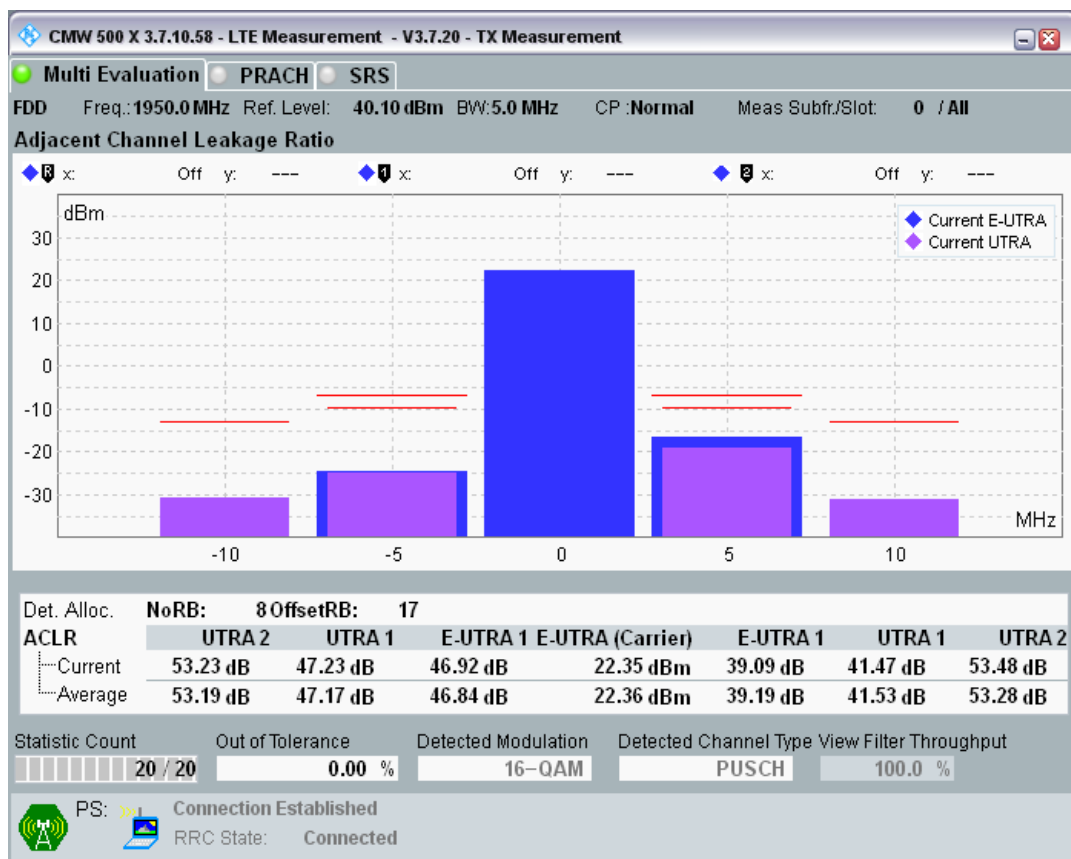 CMW 500 X 3.7.10.58 - LTE Measurement - V3.7.20 - TX Measurement
Multi Evaluation PRACH SRS
FDD Freq.: 1950.0 MHz Ref. Level: 40.10 dBm BW: 5.0 MHz CP : Normal Meas Subfr./Slot: 0 / All
Adjacent Channel Leakage Ratio
R x: Off y: --- 1 x: Off y: --- 2 x: Off y: ---
dBm
Current E-UTRA
Current UTRA
30
20
10
0
-10
-20
-30
MHz
-10 -5 0 5 10
Det. Alloc. NoRB: 8 OffsetRB: 17
ACLR UTRA 2 UTRA 1 E-UTRA 1 E-UTRA (Carrier) E-UTRA 1 UTRA 1 UTRA 2
Current 53.23 dB 47.23 dB 46.92 dB 22.35 dBm 39.09 dB 41.47 dB 53.48 dB
Average 53.19 dB 47.17 dB 46.84 dB 22.36 dBm 39.19 dB 41.53 dB 53.28 dB
Statistic Count Out of Tolerance Detected Modulation Detected Channel Type View Filter Throughput
20 / 20 0.00 % 16-QAM PUSCH 100.0 %
PS: Connection Established
RRC State: Connected